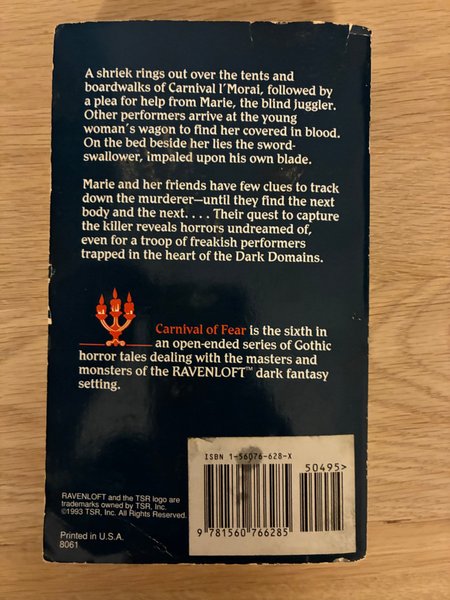 A shriek rings out over the tents and
boardwalks of Carnival l'Morai, followed by
a plea for help from Marie, the blind juggler.
Other performers arrive at the young
woman's wagon to find her covered in blood.
On the bed beside her lies the sword-
swallower, impaled upon his own blade.
Marie and her friends have few clues to track
down the murderer—until they find the next
body and the next. . . . Their quest to capture
the killer reveals horrors undreamed of,
even for a troop of freakish performers
trapped in the heart of the Dark Domains.
Carnival of Fear is the sixth in
an open-ended series of Gothic
horror tales dealing with the masters and
monsters of the RAVENLOFT™ dark fantasy
setting.
ISBN 1-56076-628-X
50495>
9 781560 766285
RAVENLOFT and the TSR logo are
trademarks owned by TSR, Inc.
©1993 TSR, Inc. All Rights Reserved.
Printed in U.S.A.
8061